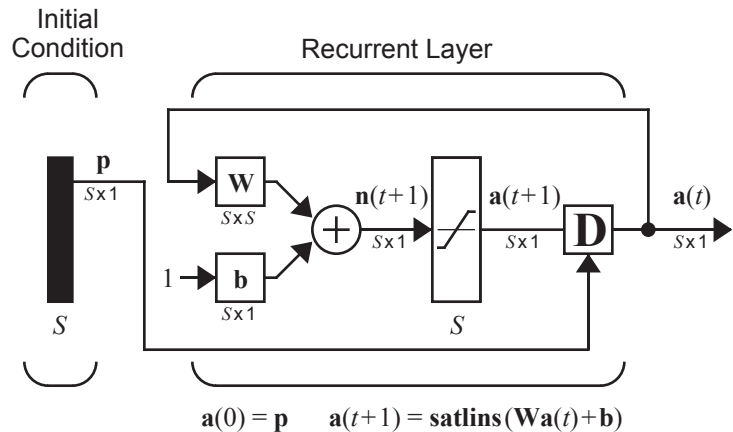 Initial
Condition
Recurrent Layer
p
S x 1
S
W
S x S
1
b
S x 1
n(t+1)
S x 1
S
a(t+1)
S x 1
D
a(t)
S x 1
a(0) = p a(t+1) = satlins(Wa(t)+b)